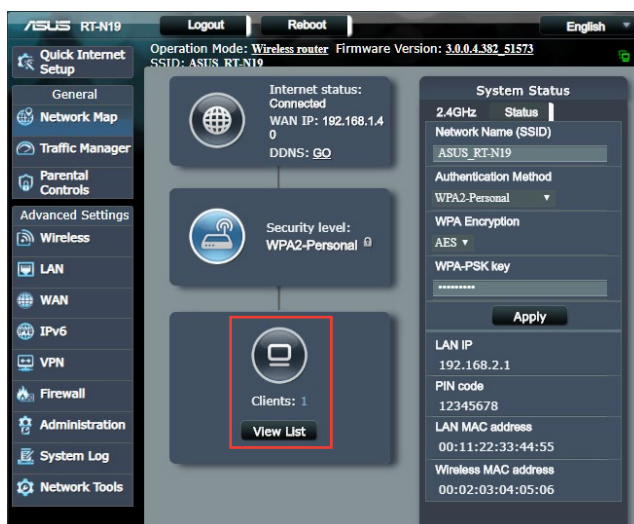 ASUS RT-N19
Logout
Reboot
English
Quick Internet
Setup
Operation Mode: Wireless router Firmware Version: 3.0.0.4.382_51573
SSID: ASUS_RT-N19
General
Network Map
Traffic Manager
Parental
Controls
Advanced Settings
Wireless
LAN
WAN
IPv6
VPN
Firewall
Administration
System Log
Network Tools
Internet status:
Connected
WAN IP: 192.168.1.4
0
DDNS: GO
Security level:
WPA2-Personal
Clients: 1
View List
System Status
2.4GHz
Status
Network Name (SSID)
ASUS_RT-N19
Authentication Method
WPA2-Personal
WPA Encryption
AES
WPA-PSK key
Apply
LAN IP
192.168.2.1
PIN code
12345678
LAN MAC address
00:11:22:33:44:55
Wireless MAC address
00:02:03:04:05:06